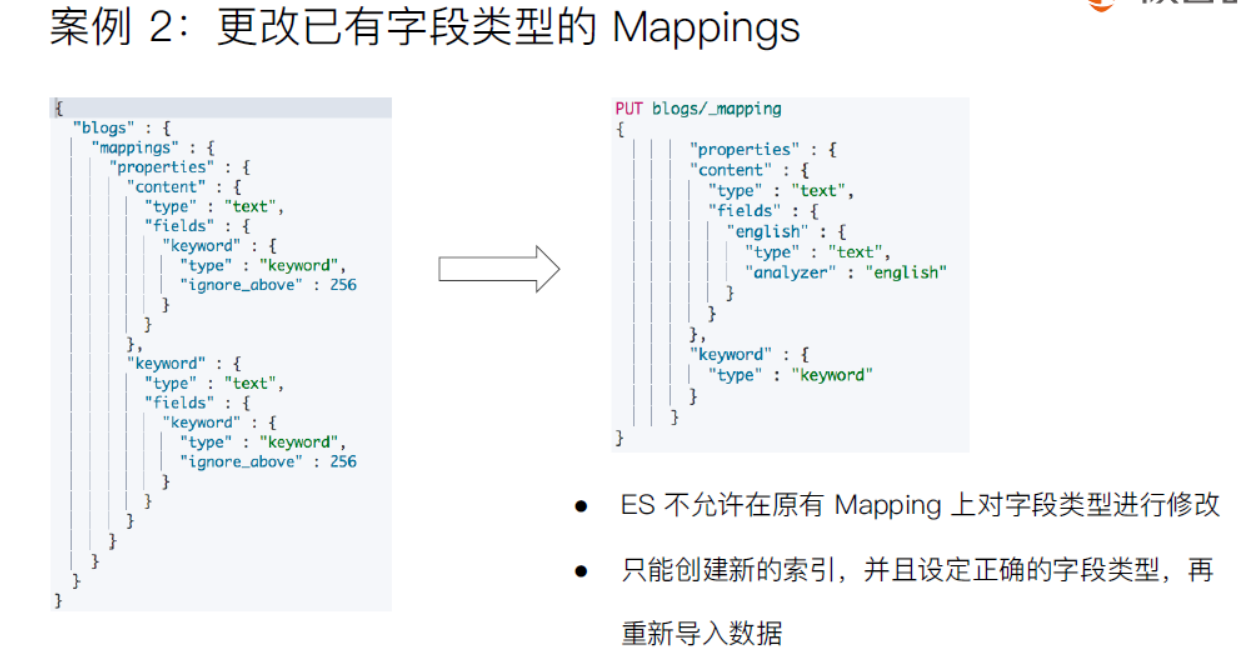 案例 2：更改已有字段类型的 Mappings
{
"blogs" : {
"mappings" : {
"properties" : {
"content" : {
"type" : "text",
"fields" : {
"keyword" : {
"type" : "keyword",
"ignore_above" : 256
}
}
},
"keyword" : {
"type" : "text",
"fields" : {
"keyword" : {
"type" : "keyword",
"ignore_above" : 256
}
}
}
}
}
}
}
PUT blogs/_mapping
{
"properties" : {
"content" : {
"type" : "text",
"fields" : {
"english" : {
"type" : "text",
"analyzer" : "english"
}
}
},
"keyword" : {
"type" : "keyword"
}
}
}
● ES 不允许在原有 Mapping 上对字段类型进行修改
● 只能创建新的索引，并且设定正确的字段类型，再
重新导入数据